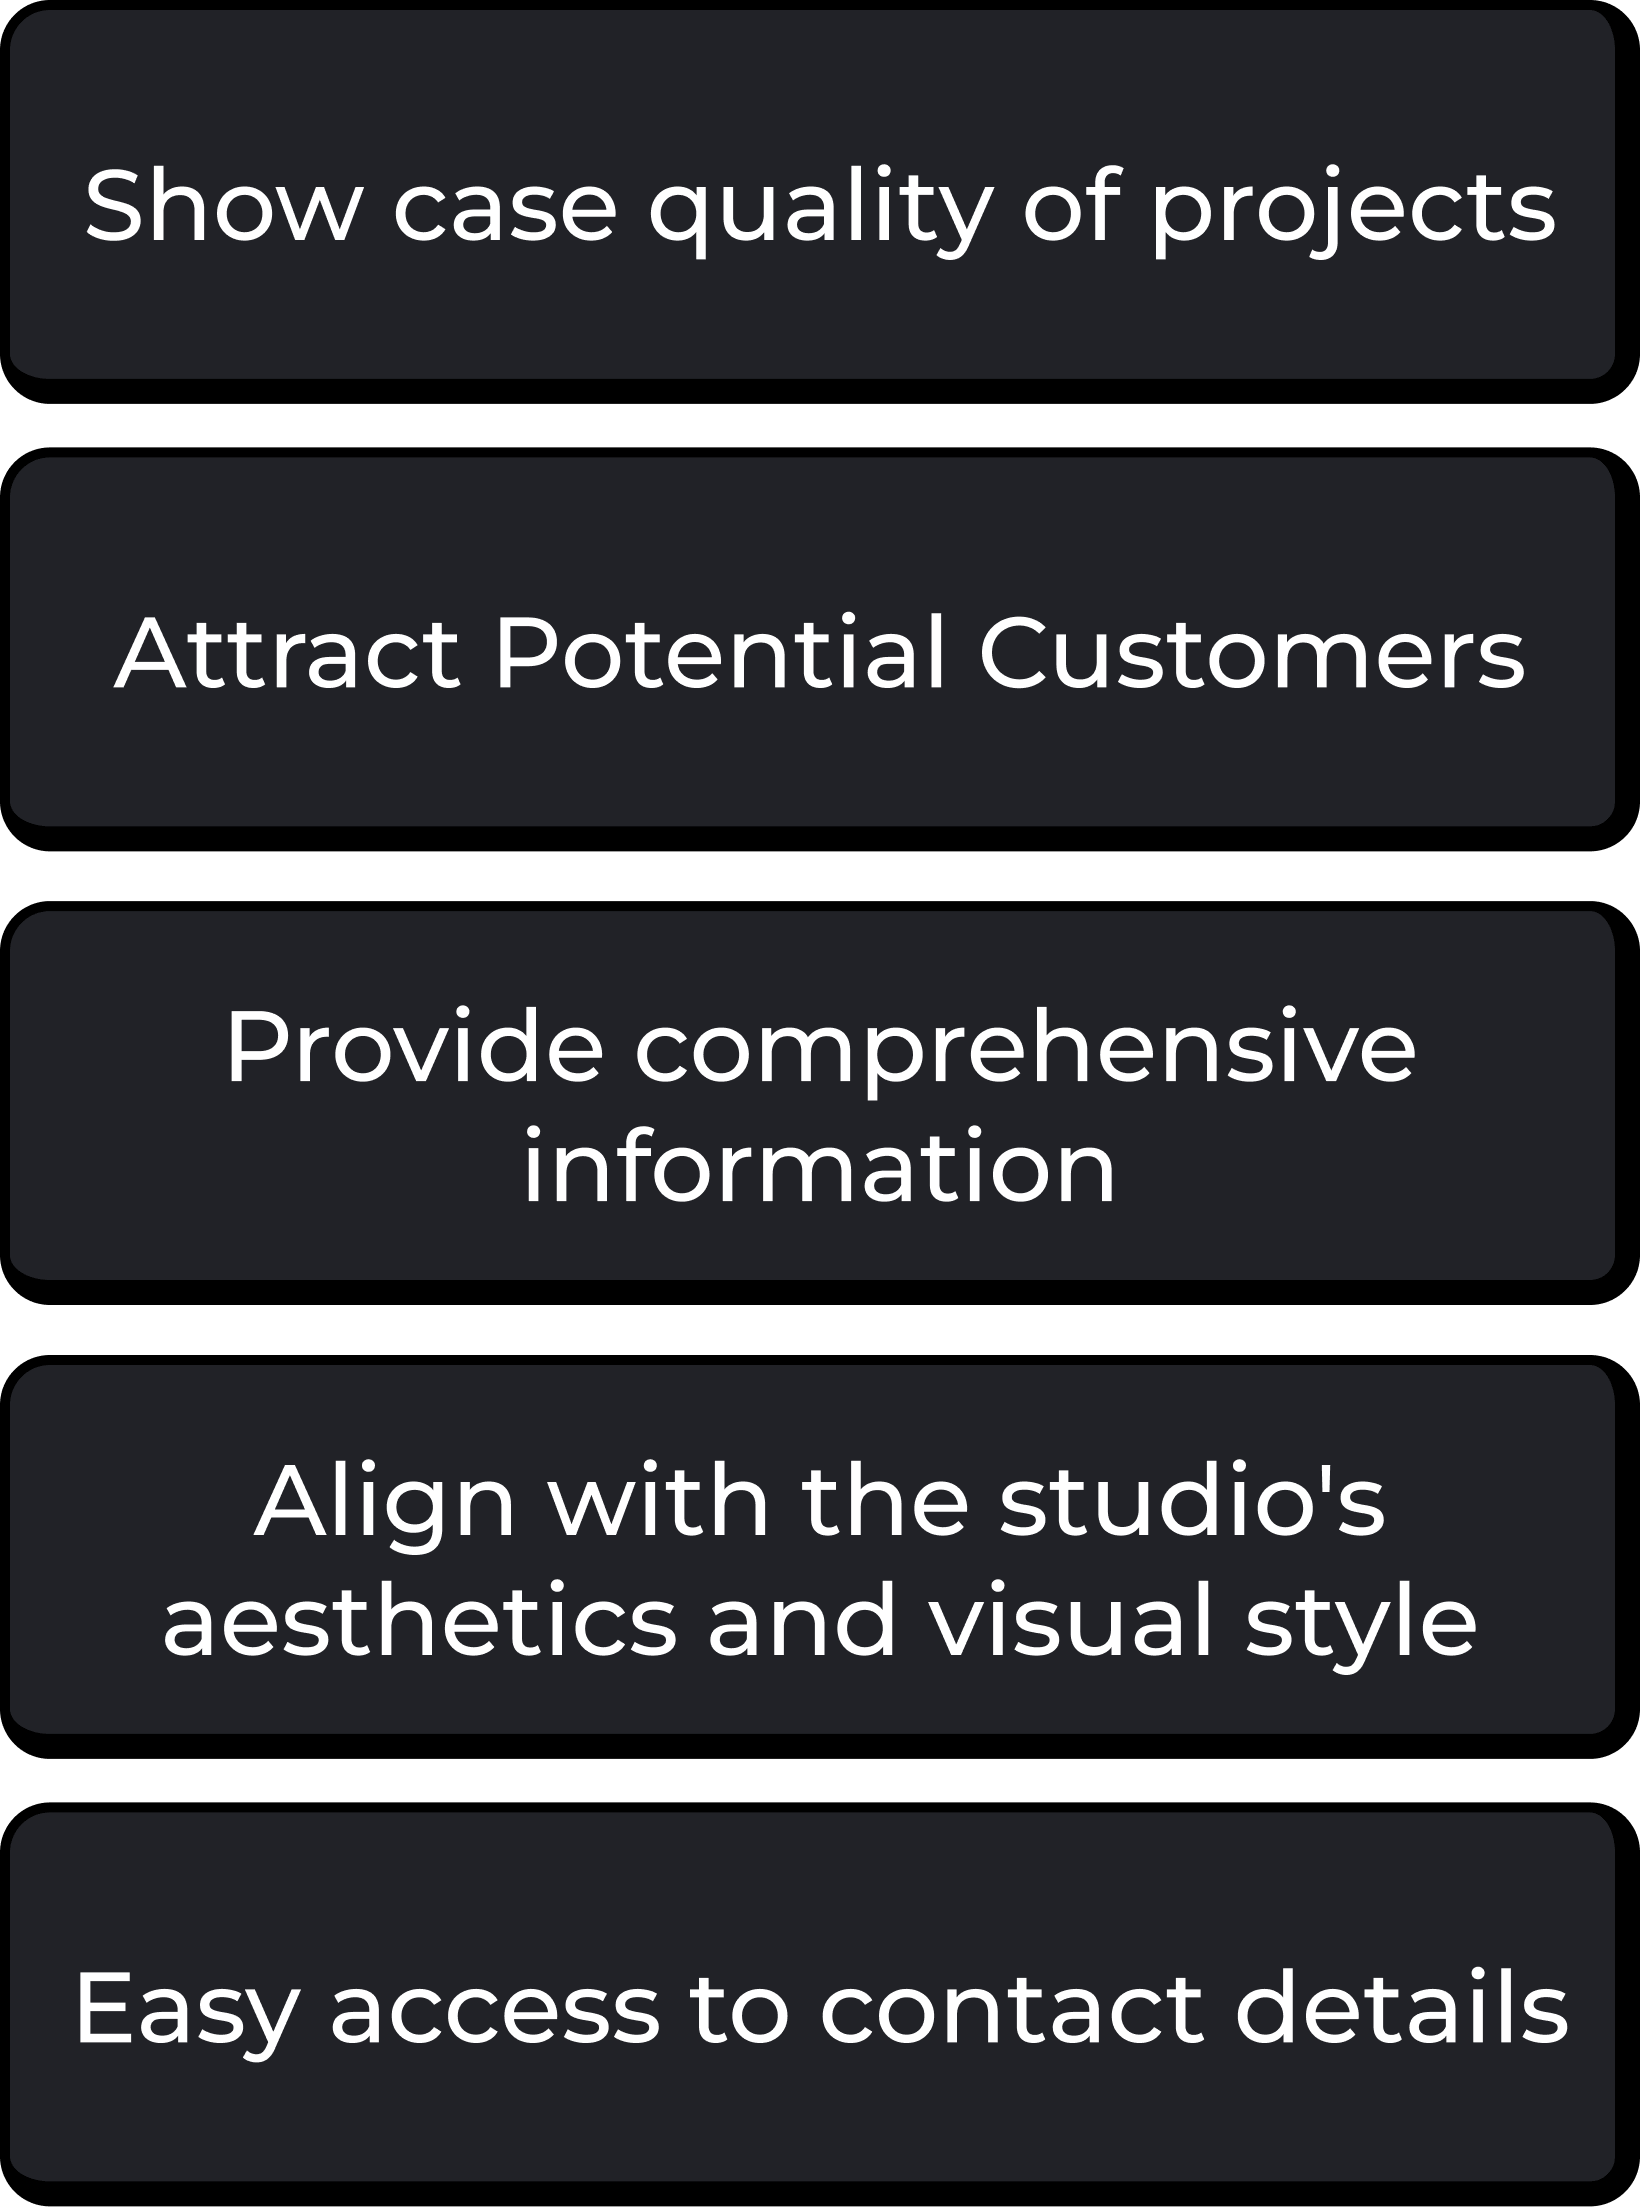 Show case quality of projects
Attract Potential Customers
Provide comprehensive
information
Align with the studio's
aesthetics and visual style
Easy access to contact details